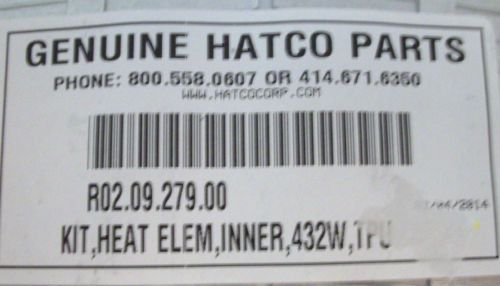 GENUINE HATCO PARTS
PHONE: 800.558.0607 OR 414.671.6350
WWW.HATCOCORP.COM
R02.09.279.00
KIT,HEAT ELEM,INNER,432W,TPU